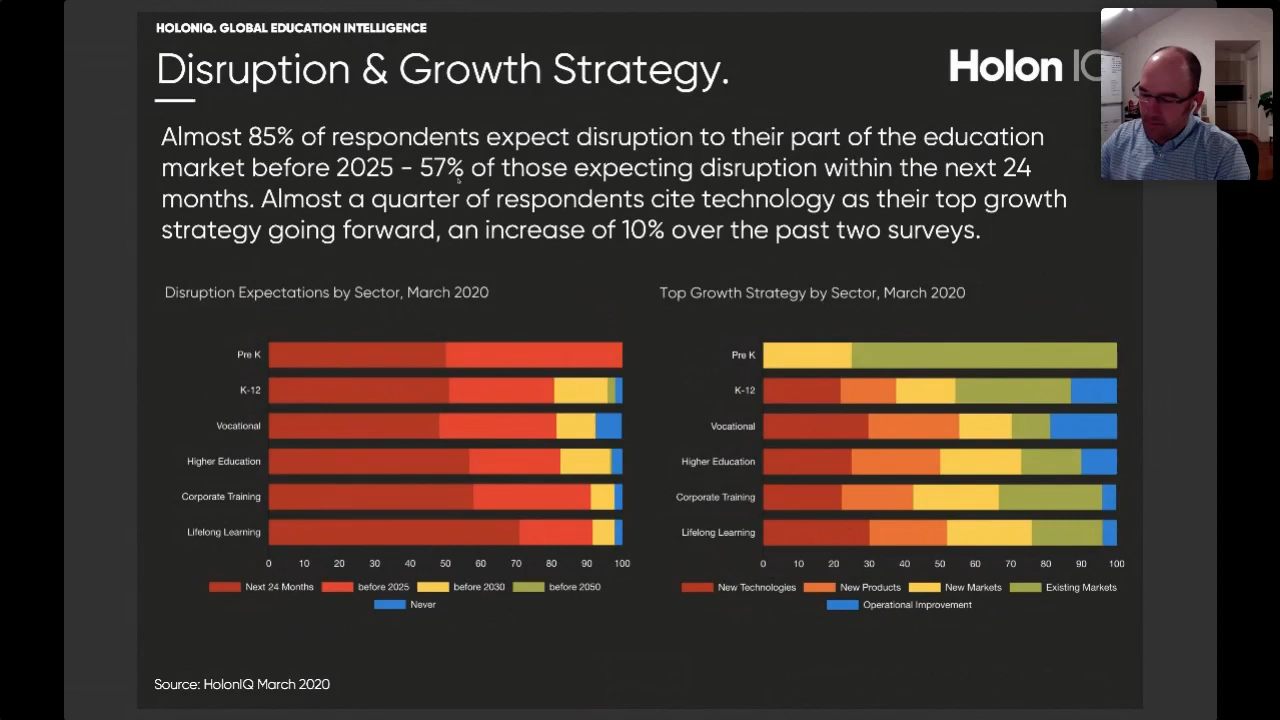 HOLONIQ. GLOBAL EDUCATION INTELLIGENCE
Disruption & Growth Strategy.
Holon IQ
Almost 85% of respondents expect disruption to their part of the education
market before 2025 - 57% of those expecting disruption within the next 24
months. Almost a quarter of respondents cite technology as their top growth
strategy going forward, an increase of 10% over the past two surveys.
Disruption Expectations by Sector, March 2020
Pre K
K-12
Vocational
Higher Education
Corporate Training
Lifelong Learning
0 10 20 30 40 50 60 70 80 90 100
Next 24 Months before 2025 before 2030 before 2050
Never
Top Growth Strategy by Sector, March 2020
Pre K
K-12
Vocational
Higher Education
Corporate Training
Lifelong Learning
0 10 20 30 40 50 60 70 80 90 100
New Technologies New Products New Markets Existing Markets
Operational Improvement
Source: HolonIQ March 2020